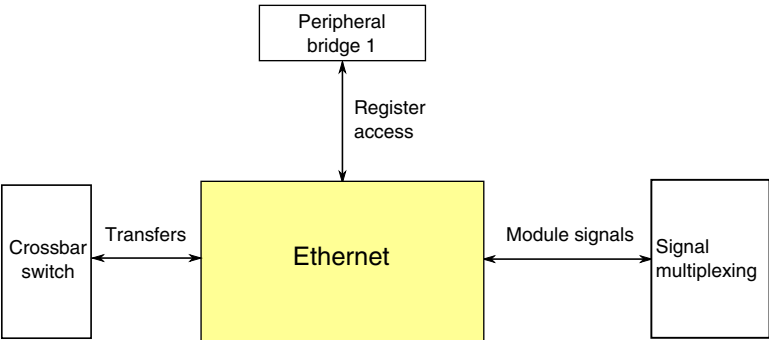 Peripheral
bridge 1
Register
access
Crossbar
switch
Transfers
Ethernet
Module signals
Signal
multiplexing